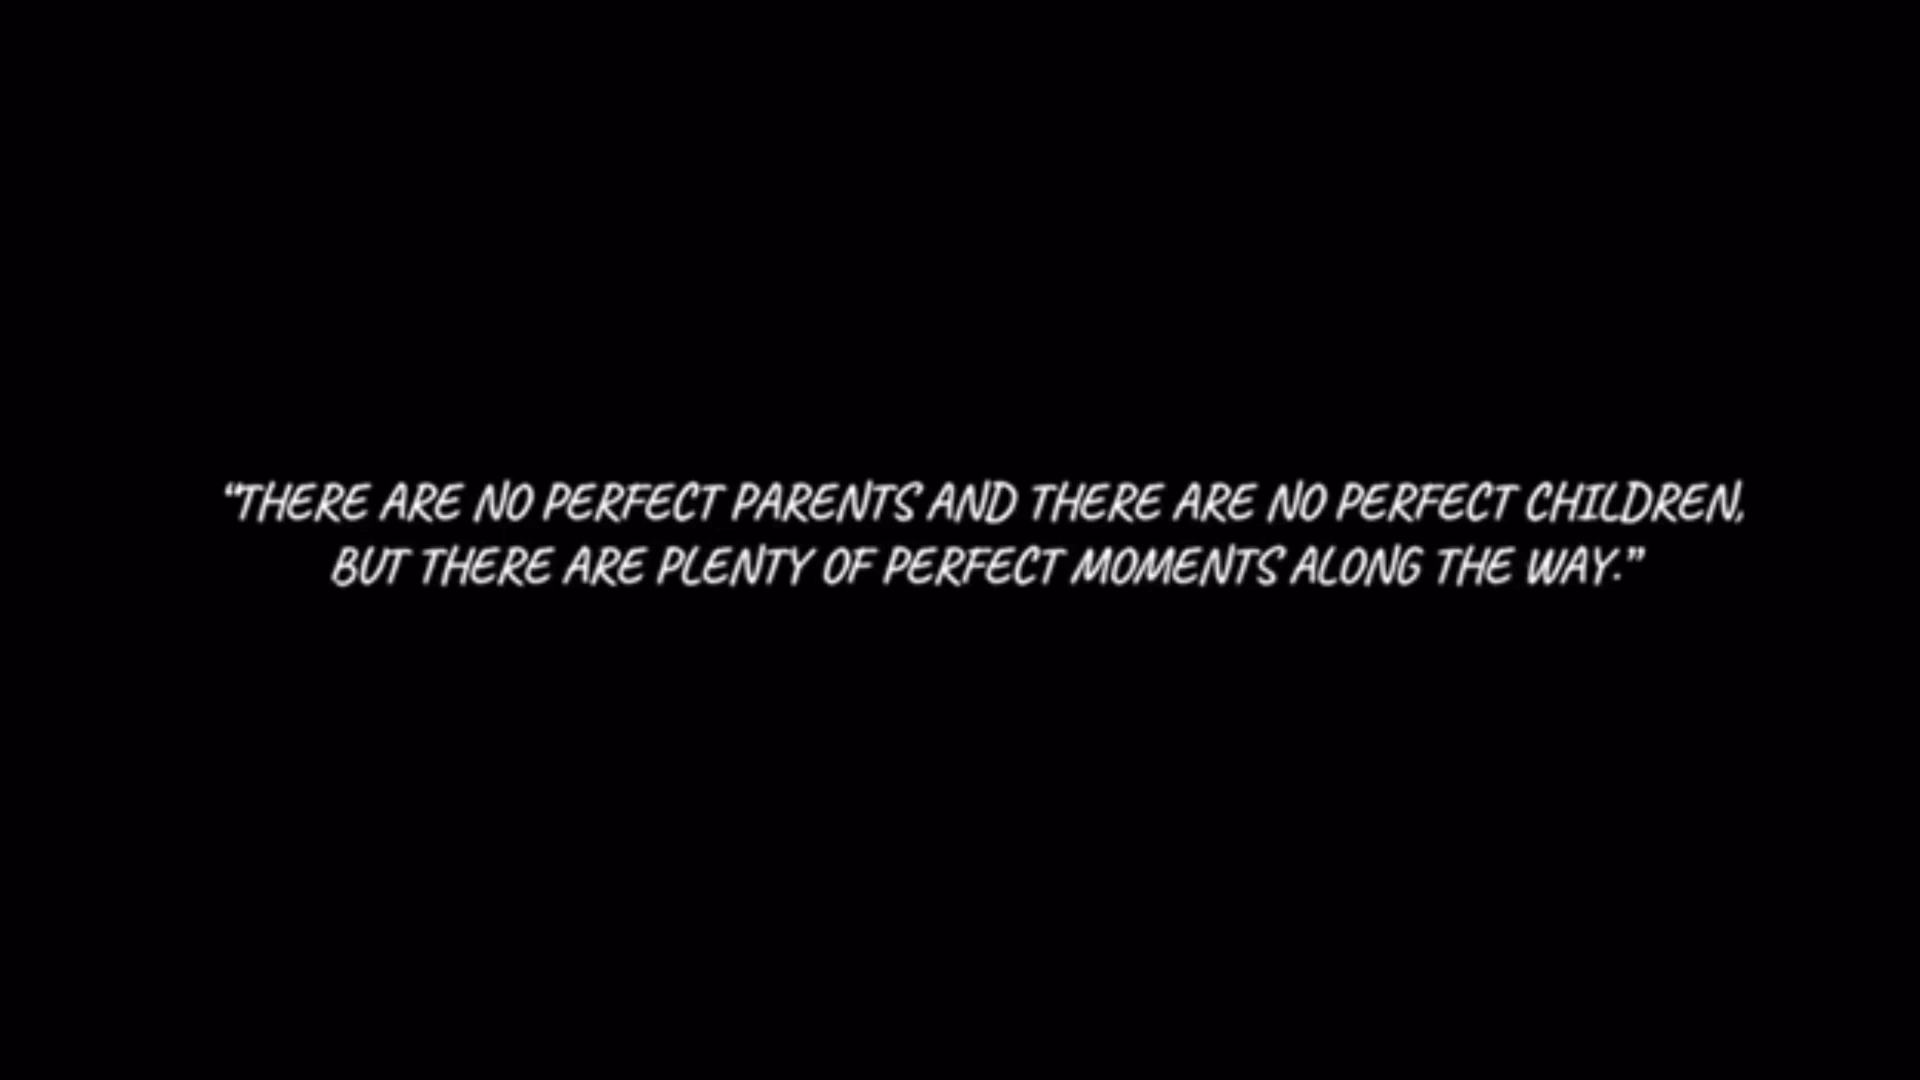 “THERE ARE NO PERFECT PARENTS AND THERE ARE NO PERFECT CHILDREN,
BUT THERE ARE PLENTY OF PERFECT MOMENTS ALONG THE WAY.”